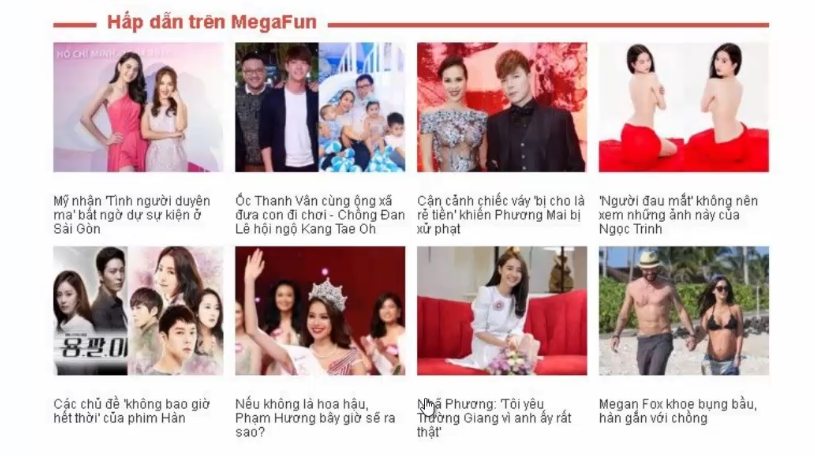 Hấp dẫn trên MegaFun
HỒ CHÍ MINH
Mỹ nhân 'Tình người duyên
ma' bất ngờ dự sự kiện ở
Sài Gòn
Ốc Thanh Vân cùng ông xã
đưa con đi chơi - Chồng Đan
Lê hội ngộ Kang Tae Oh
Cận cảnh chiếc váy 'bị cho là
rẻ tiền' khiến Phương Mai bị
xử phạt
'Người đau mắt' không nên
xem những ảnh này của
Ngọc Trinh
용팔이
Các chủ đề 'không bao giờ
hết thời' của phim Hàn
Nếu không là hoa hậu,
Phạm Hương bây giờ sẽ ra
sao?
Nhã Phương: 'Tôi yêu
Trường Giang vì anh ấy rất
thật'
Megan Fox khoe bụng bầu,
hàn gắn với chồng